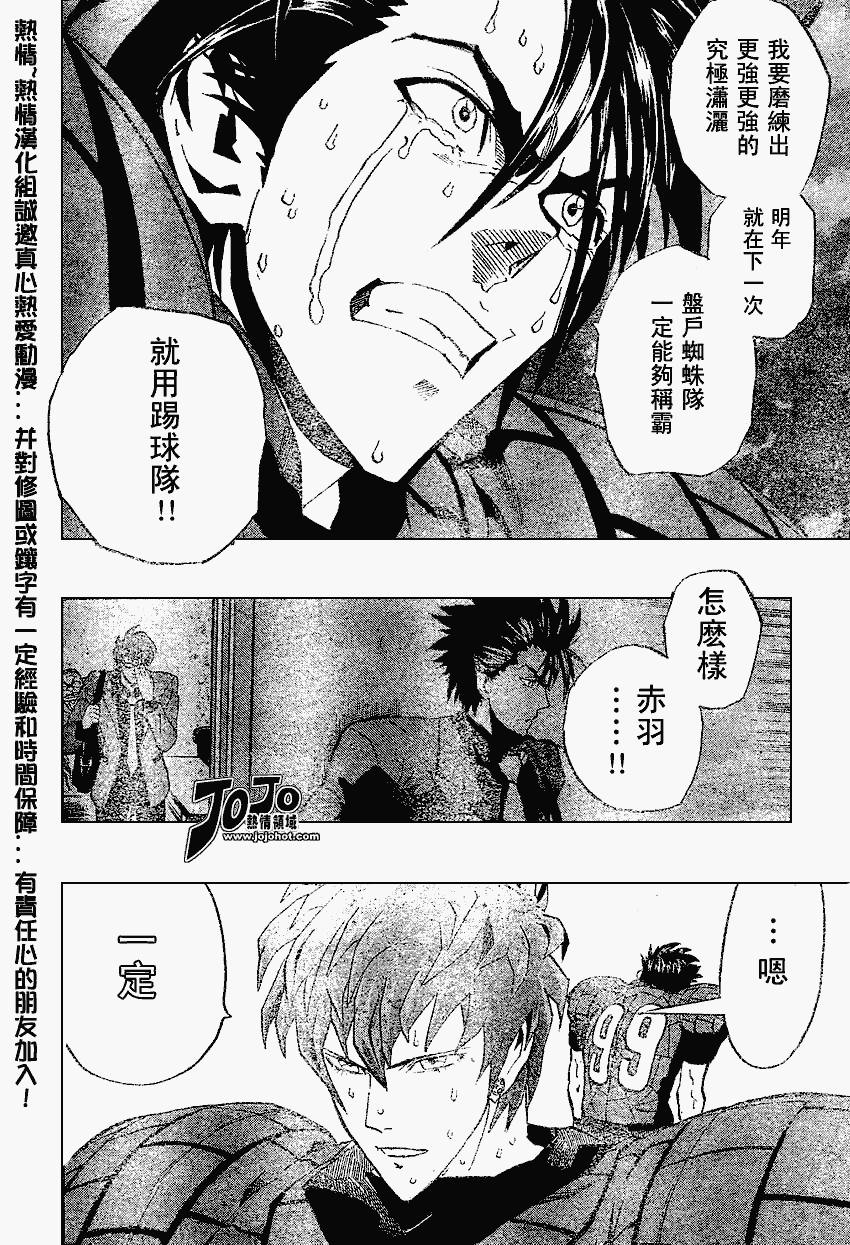 我要磨練出
更強更強的
究極瀟灑
明年
就在下一次
盤戶蜘蛛隊
一定能夠稱霸
就用踢球隊!!
怎麽樣
赤羽
……!!
JOJO
熱情領域
www.jojohot.com
…嗯
99
一定
熱情~熱情漢化組誠邀真心熱愛動漫...并對修圖或鑲字有一定經驗和時間保障...有責任心的朋友加入!